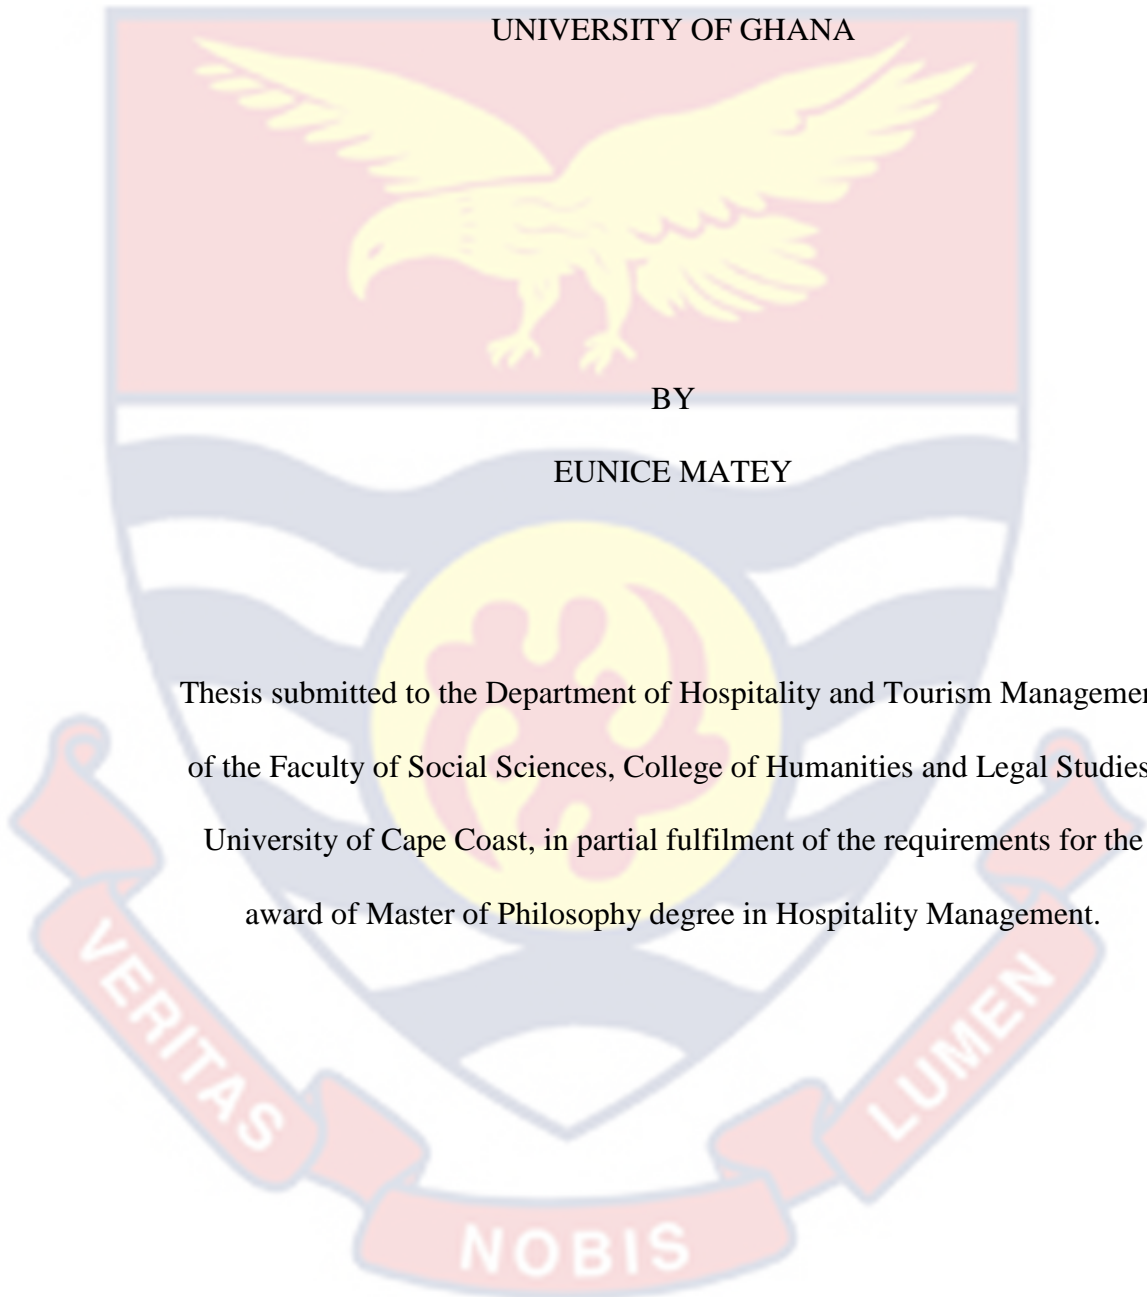 UNIVERSITY OF GHANA
BY
EUNICE MATEY
Thesis submitted to the Department of Hospitality and Tourism Managemen
of the Faculty of Social Sciences, College of Humanities and Legal Studies
University of Cape Coast, in partial fulfilment of the requirements for the
award of Master of Philosophy degree in Hospitality Management.
VERITAS
NOBIS
LUMEN